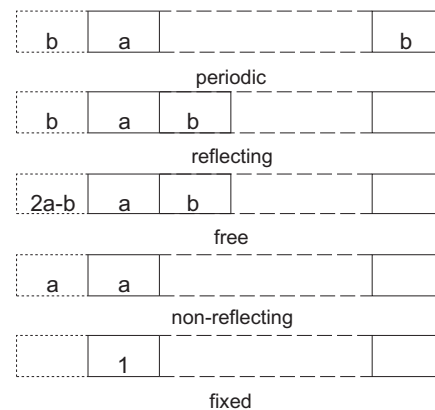 b a b
periodic
b a b
reflecting
2a-b a b
free
a a
non-reflecting
1
fixed